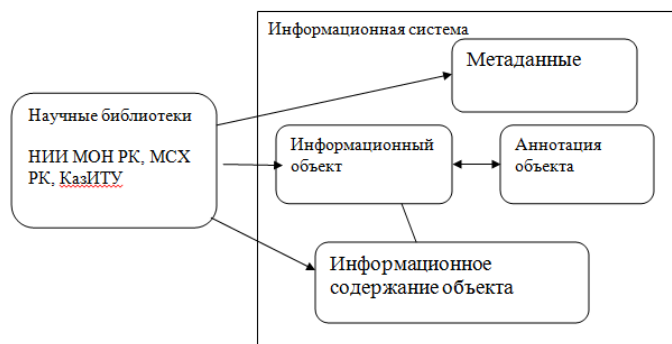 Информационная система
Метаданные
Научные библиотеки
НИИ МОН РК, МСХ
РК, КазИТУ
Информационный
объект
Аннотация
объекта
Информационное
содержание объекта